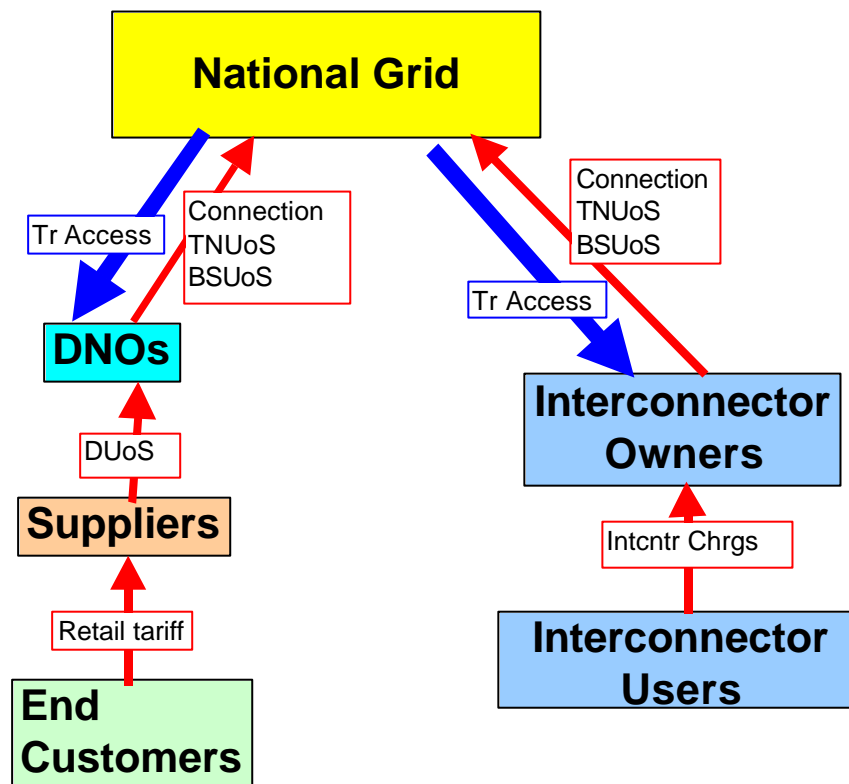 National Grid
Connection
TNUoS
BSUoS
Tr Access
Connection
TNUoS
BSUoS
Tr Access
DNOs
Interconnector
Owners
DUoS
Suppliers
Intcntr Chrgs
Retail tariff
Interconnector
Users
End
Customers